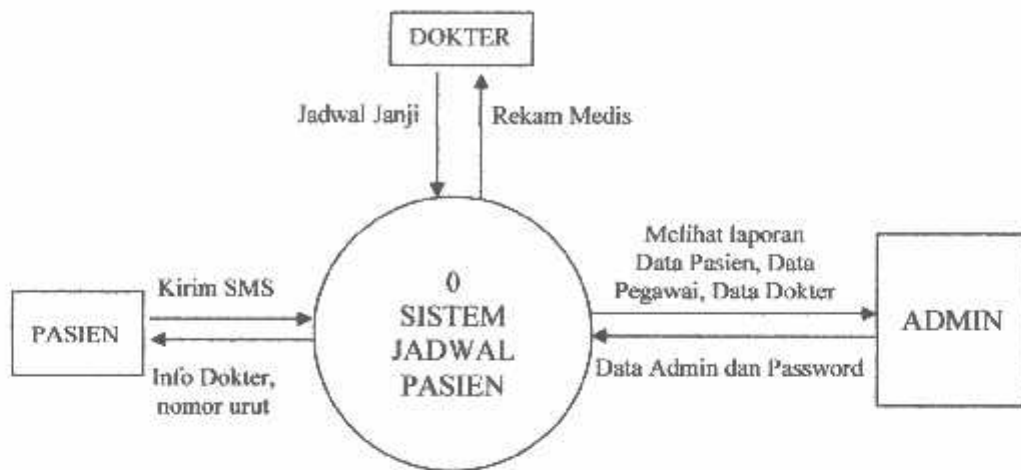 DOKTER
Jadwal Janji
Rekam Medis
Melihat laporan
Data Pasien, Data
Pegawai, Data Dokter
Kirim SMS
0
SISTEM
JADWAL
PASIEN
PASIEN
ADMIN
Info Dokter,
nomor urut
Data Admin dan Password